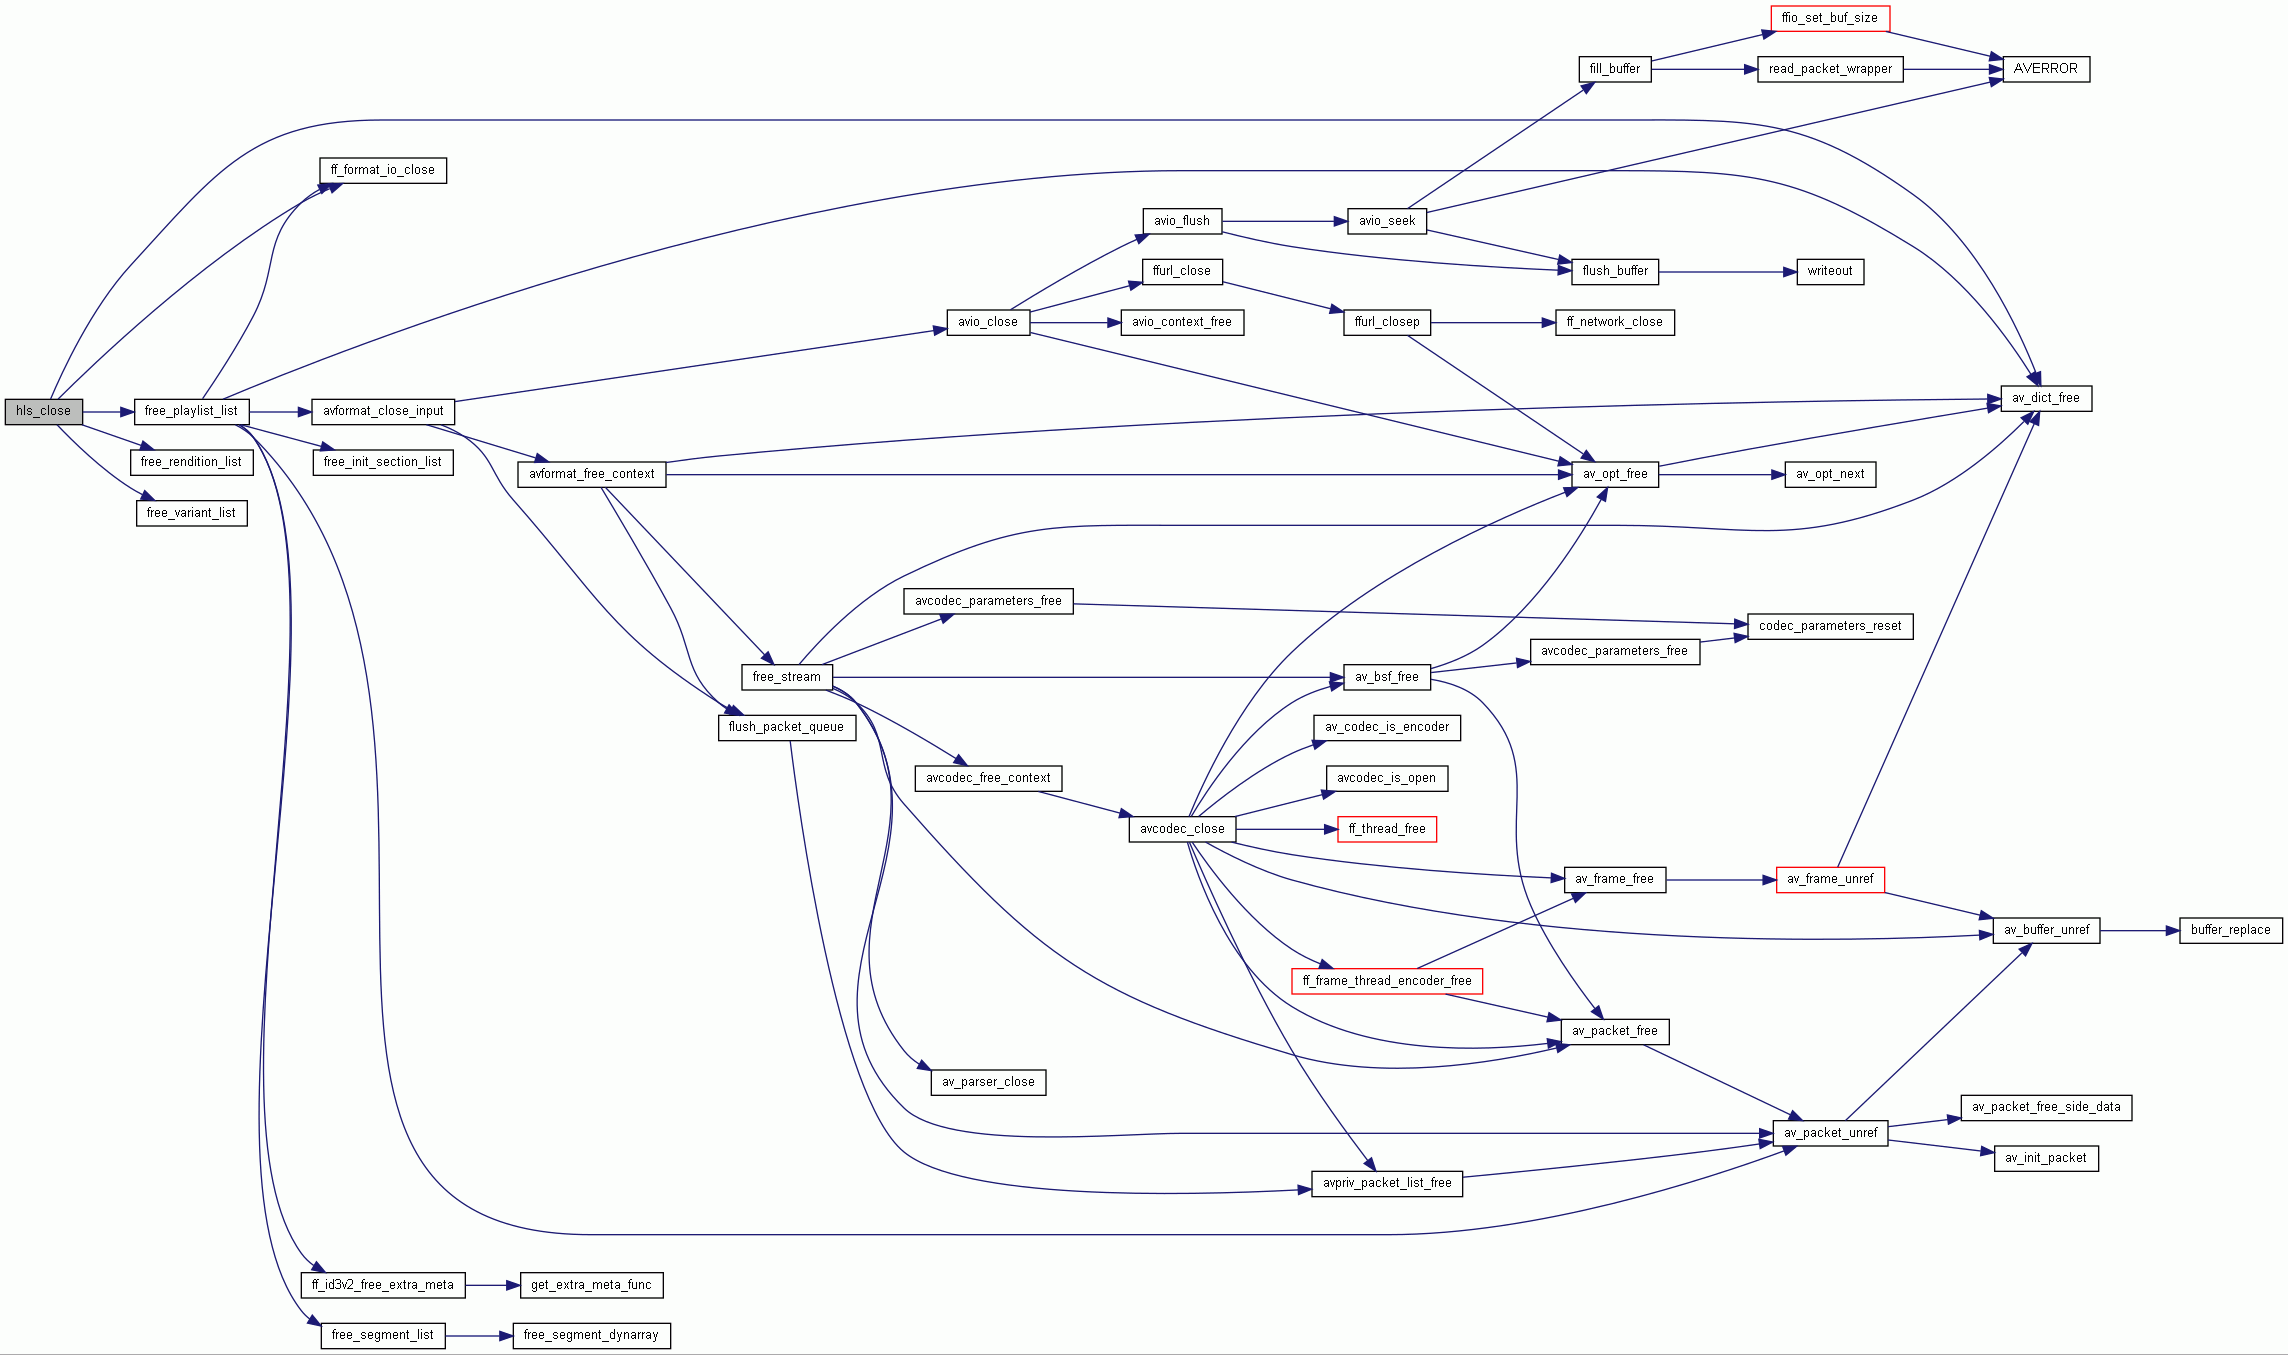 ffio_set_buf_size
fill_buffer
read_packet_wrapper
AVERROR
ff_format_io_close
avio_flush
avio_seek
ffurl_close
flush_buffer
writeout
avio_close
avio_context_free
ffurl_closep
ff_network_close
hls_close
free_playlist_list
avformat_close_input
av_dict_free
free_rendition_list
free_init_section_list
avformat_free_context
av_opt_free
av_opt_next
free_variant_list
avcodec_parameters_free
codec_parameters_reset
avcodec_parameters_free
free_stream
av_bsf_free
flush_packet_queue
av_codec_is_encoder
avcodec_free_context
avcodec_is_open
avcodec_close
ff_thread_free
av_frame_free
av_frame_unref
av_buffer_unref
buffer_replace
ff_frame_thread_encoder_free
av_packet_free
av_parser_close
av_packet_free_side_data
av_packet_unref
av_init_packet
avpriv_packet_list_free
ff_id3v2_free_extra_meta
get_extra_meta_func
free_segment_list
free_segment_dynarray